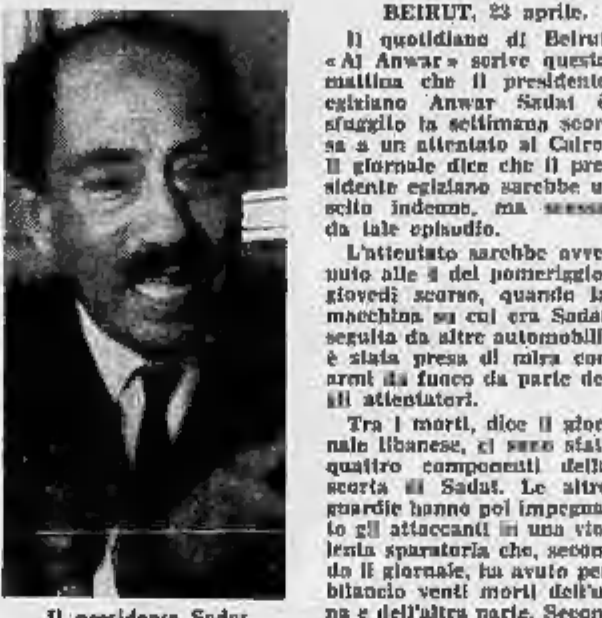 BEIRUT, 23 aprile.
Il quotidiano di Beirut
« Al Anwar » scrive questa
mattina che il presidente
egiziano Anwar Sadat è
sfuggito la settimana scor
sa a un attentato al Cairo.
Il giornale dice che il pre
sidente egiziano sarebbe u
scito indenne, ma scosso
da tale episodio.
L'attentato sarebbe avve
nuto alle del pomeriggio
giovedì scorso, quando la
macchina su cui era Sadat
seguita da altre automobili
è stata presa di mira con
armi da fuoco da parte de
gli attentatori.
Tra i morti, dice il gior
nale libanese, ci sono stati
quattro componenti della
scorta di Sadat. Le altre
guardie hanno poi impegna
to gli attaccanti in una vio
lenta sparatoria che, secon
do il giornale, ha avuto per
bilancio venti morti dell'u
na e dell'altra parte. Secon
Il presidente Sadat